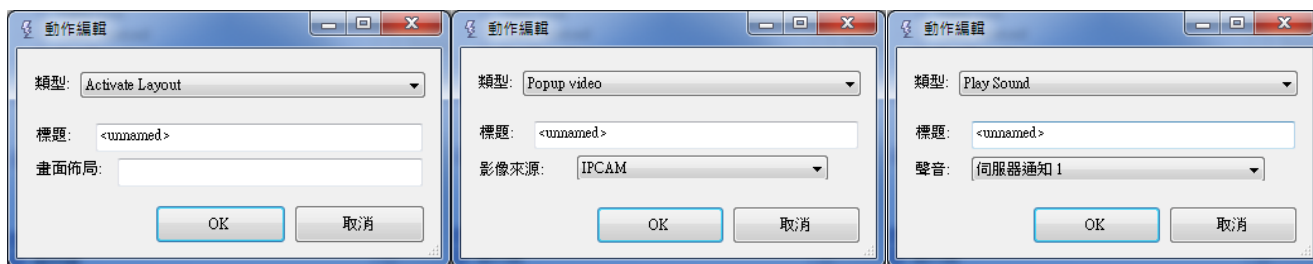 動作編輯
類型: Activate Layout
標題: <unnamed>
畫面佈局:
OK 取消
動作編輯
類型: Popup video
標題: <unnamed>
影像來源: IPCAM
OK 取消
動作編輯
類型: Play Sound
標題: <unnamed>
聲音: 伺服器通知 1
OK 取消